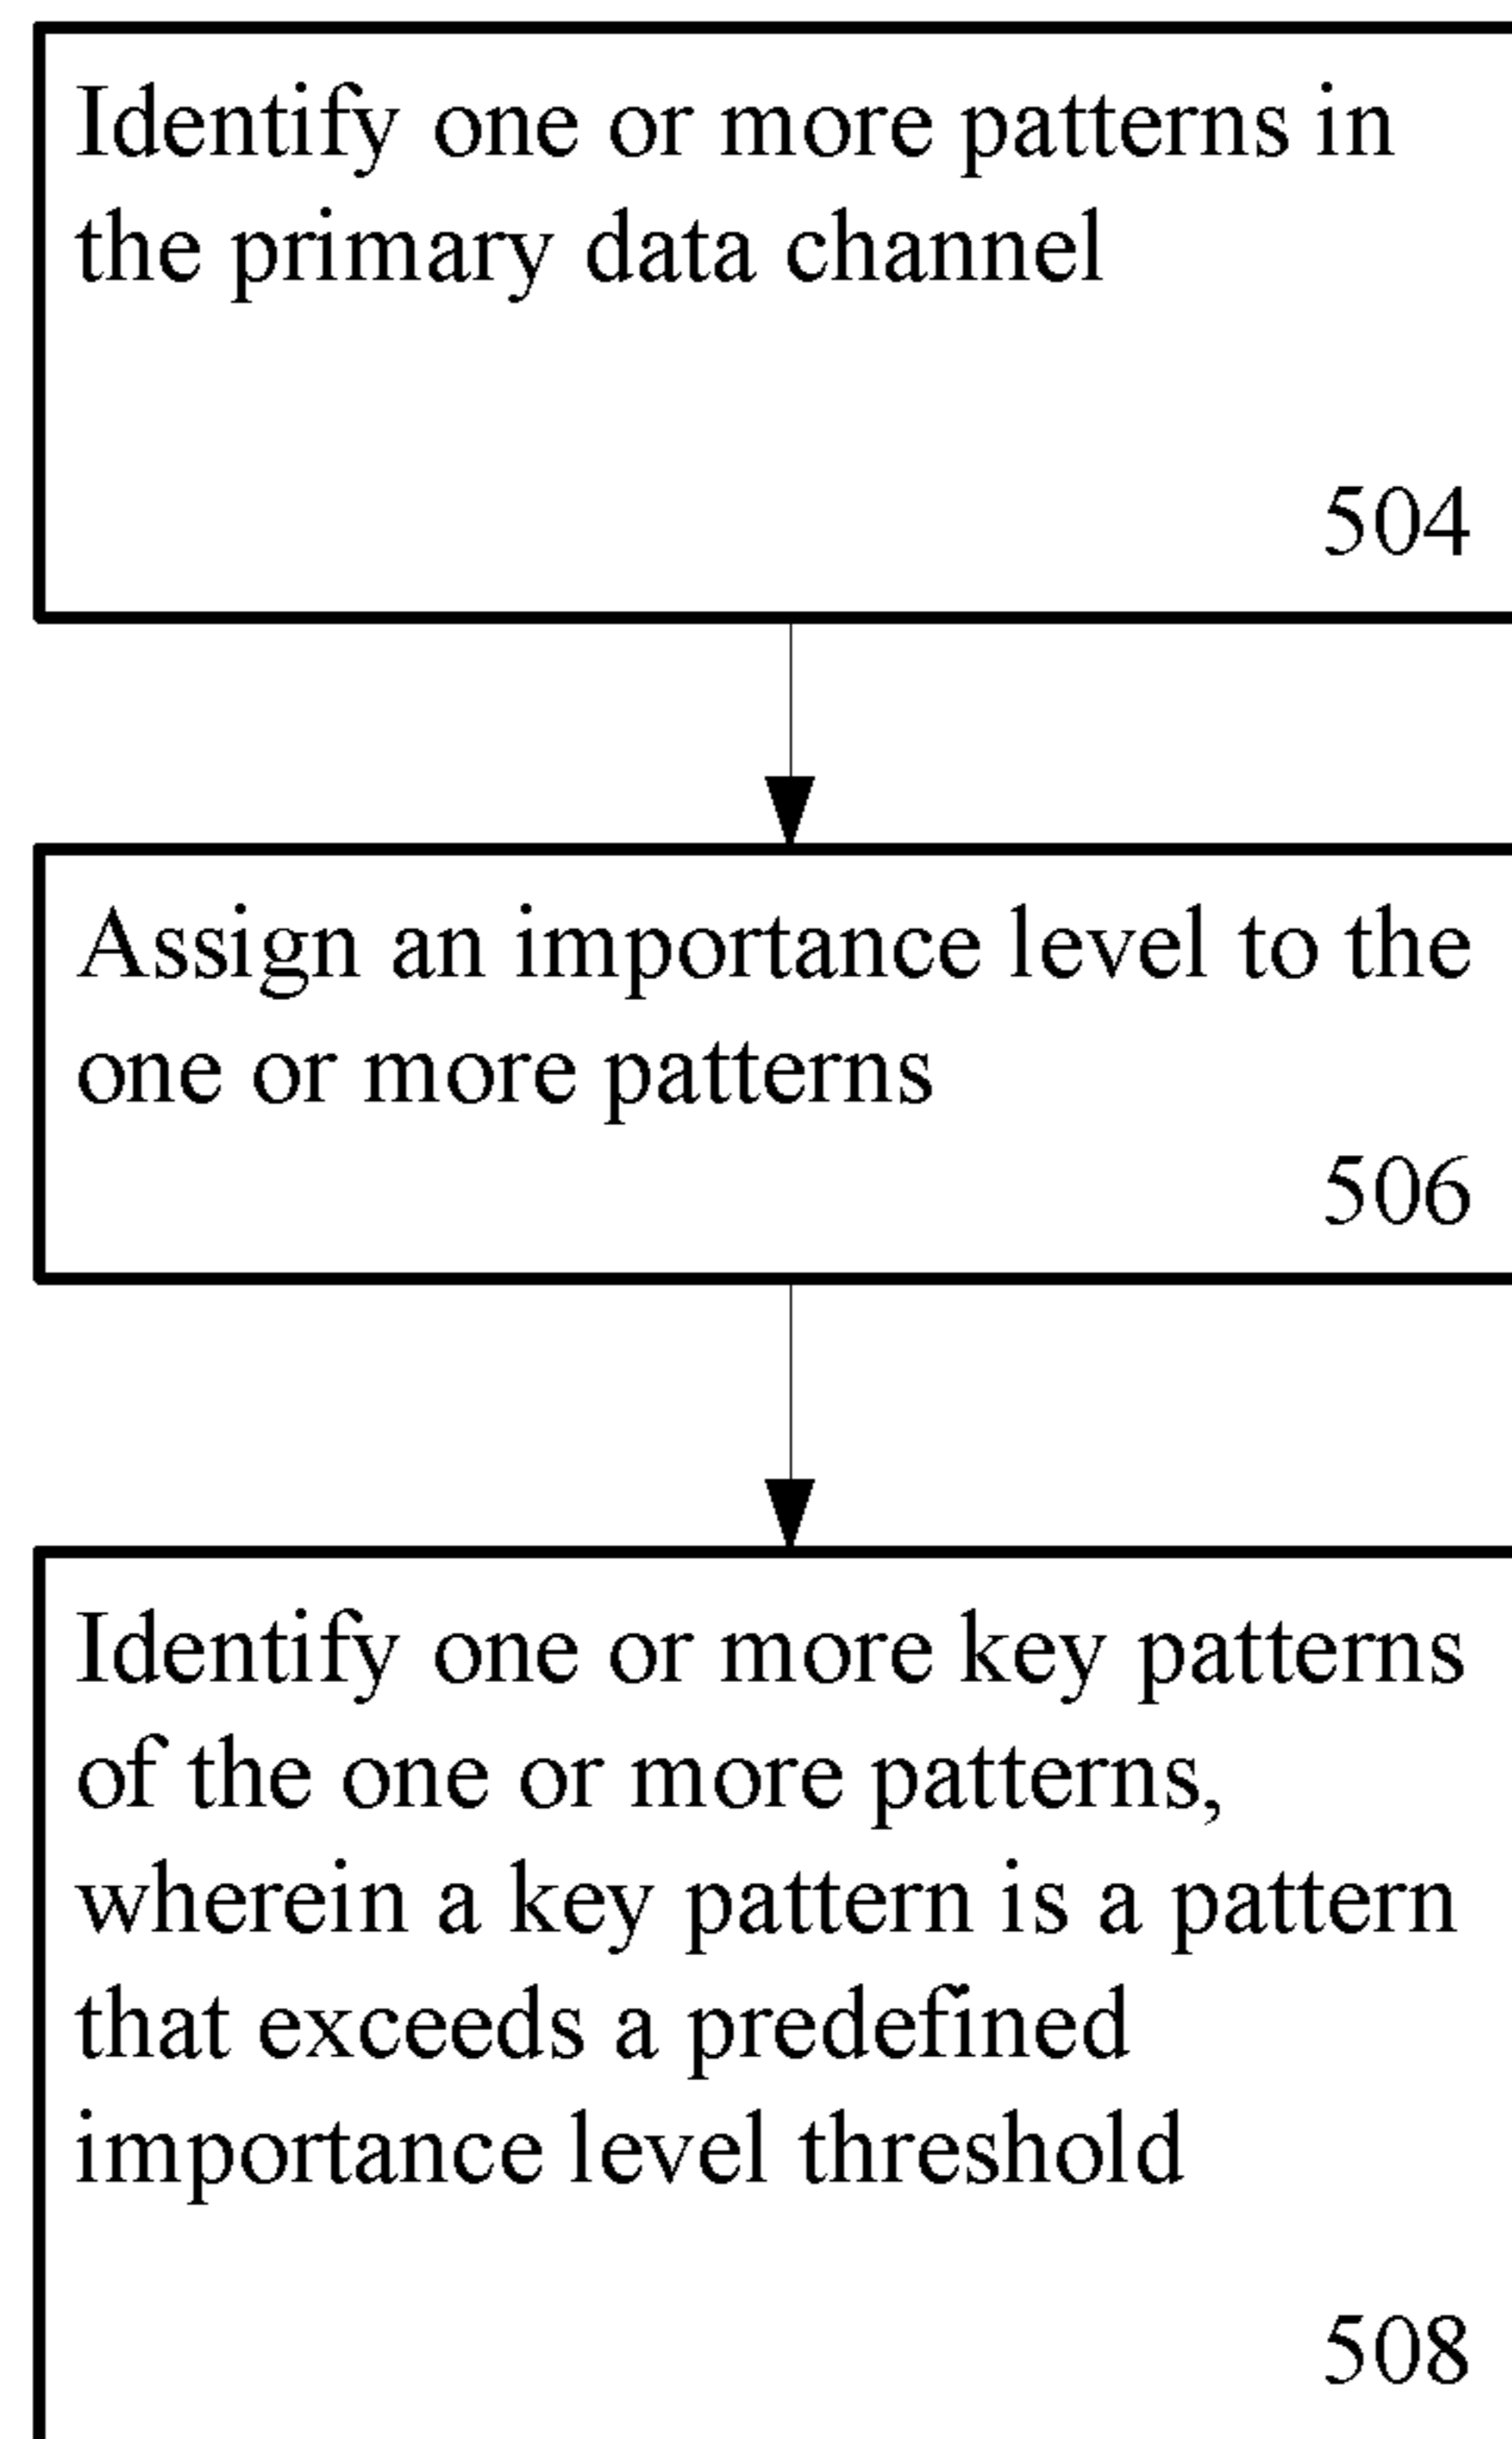 Identify one or more patterns in
the primary data channel
504
Assign an importance level to the
one or more patterns
506
Identify one or more key patterns
of the one or more patterns,
wherein a key pattern is a pattern
that exceeds a predefined
importance level threshold
508